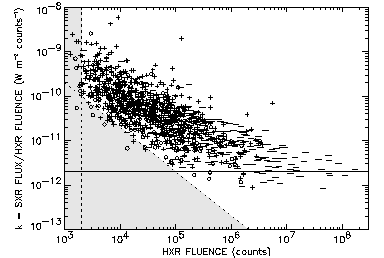 10⁻⁸
10⁻⁹
10⁻¹⁰
10⁻¹¹
10⁻¹²
10⁻¹³
k = SXR FLUX/HXR FLUENCE (W m⁻² counts⁻¹)
10³ 10⁴ 10⁵ 10⁶ 10⁷ 10⁸
HXR FLUENCE (counts)